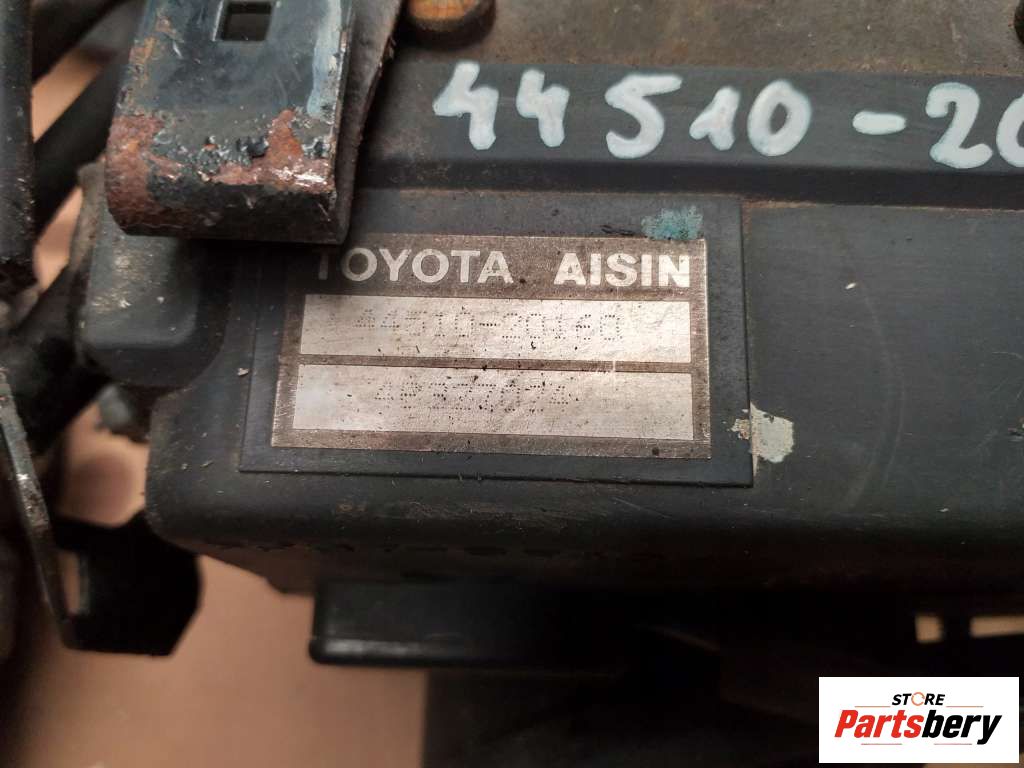 44510-20
TOYOTA AISIN
44510-20160
STORE
Partsbery